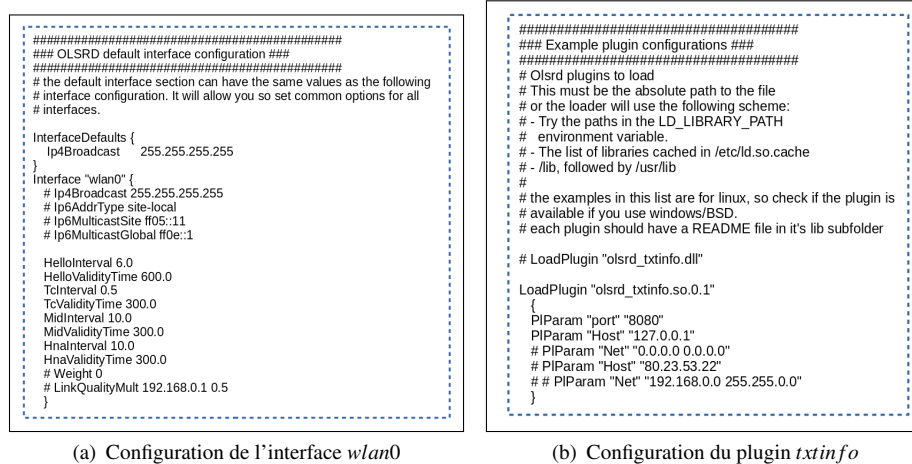 #############################################
### OLSRD default interface configuration ###
#############################################
# the default interface section can have the same values as the following
# interface configuration. It will allow you so set common options for all
# interfaces.
InterfaceDefaults {
Ip4Broadcast 255.255.255.255
}
Interface "wlan0" {
# Ip4Broadcast 255.255.255.255
# Ip6AddrType site-local
# Ip6MulticastSite ff05::11
# Ip6MulticastGlobal ff0e::1
HelloInterval 6.0
HelloValidityTime 600.0
TcInterval 0.5
TcValidityTime 300.0
MidInterval 10.0
MidValidityTime 300.0
HnaInterval 10.0
HnaValidityTime 300.0
# Weight 0
# LinkQualityMult 192.168.0.1 0.5
}
(a) Configuration de l'interface wlan0
#####################################
### Example plugin configurations ###
#####################################
# Olsrd plugins to load
# This must be the absolute path to the file
# or the loader will use the following scheme:
# - Try the paths in the LD_LIBRARY_PATH
# environment variable.
# - The list of libraries cached in /etc/ld.so.cache
# - /lib, followed by /usr/lib
#
# the examples in this list are for linux, so check if the plugin is
# available if you use windows/BSD.
# each plugin should have a README file in it's lib subfolder
# LoadPlugin "olsrd_txtinfo.dll"
LoadPlugin "olsrd_txtinfo.so.0.1"
{
PlParam "port" "8080"
PlParam "Host" "127.0.0.1"
# PlParam "Net" "0.0.0.0 0.0.0.0"
# PlParam "Host" "80.23.53.22"
# # PlParam "Net" "192.168.0.0 255.255.0.0"
}
(b) Configuration du plugin txtinfo